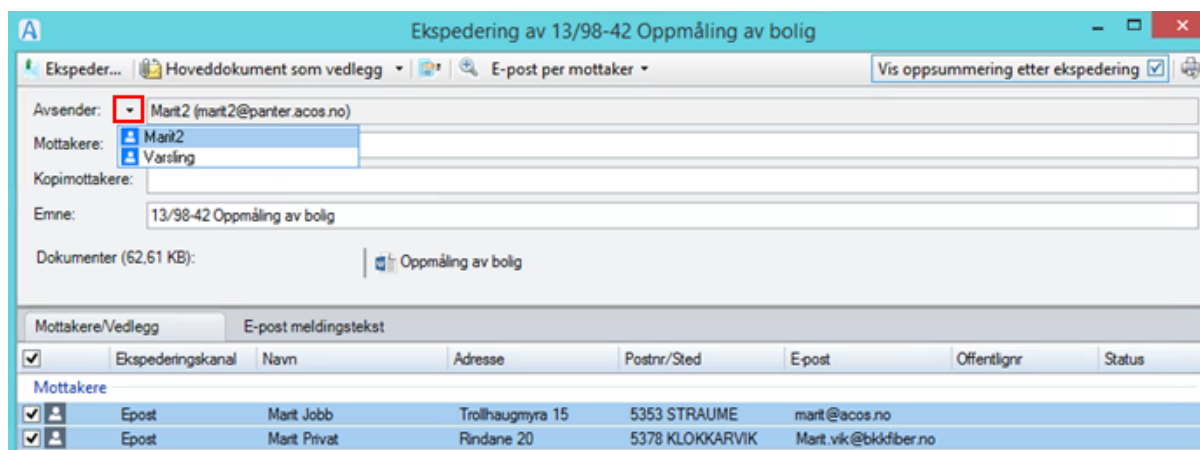 A Ekspedering av 13/98-42 Oppmåling av bolig
Ekspeder... Hoveddokument som vedlegg E-post per mottaker Vis oppsummering etter ekspedering
Avsender: Marit2 (marit2@panter.acos.no)
Marit2
Mottakere:
Varsling
Kopimottakere:
Emne: 13/98-42 Oppmåling av bolig
Dokumenter (62,61 KB): Oppmåling av bolig
Mottakere/Vedlegg E-post meldingstekst
Ekspederingskanal Navn Adresse Postnr/Sted E-post Offentlignr Status
Mottakere
Epost Marit Jobb Trollhaugmyra 15 5353 STRAUME marit@acos.no
Epost Marit Privat Rindane 20 5378 KLOKKARVIK Marit.vik@bkkfiber.no